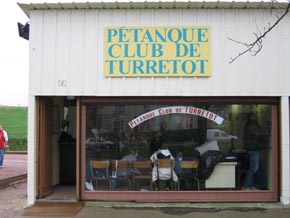 PÉTANQUE
CLUB DE
TURRETOT
PÉTANQUE CLUB DE TURRETOT